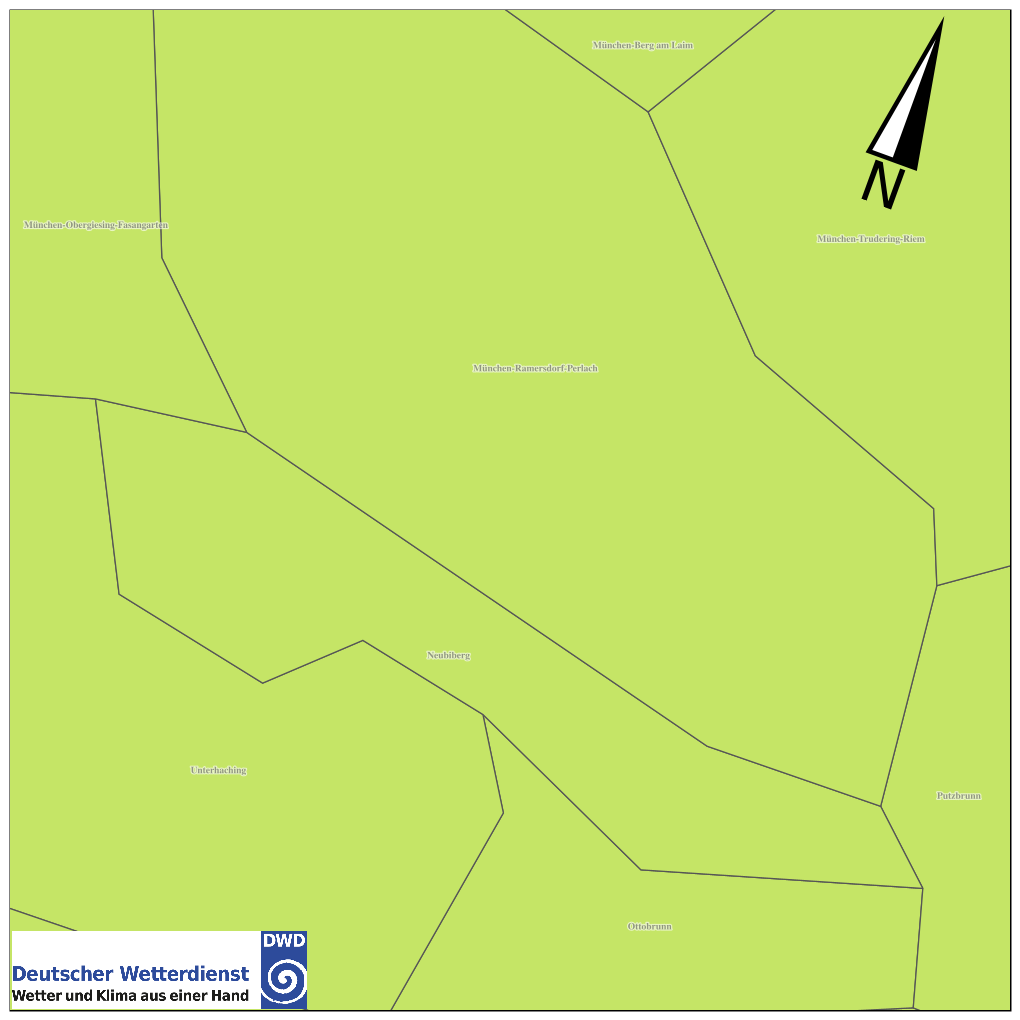 München-Berg am Laim
München-Obergiesing-Fasangarten
N
München-Trudering-Riem
München-Ramersdorf-Perlach
Neubiberg
Unterhaching
Putzbrunn
Ottobrunn
DWD
Deutscher Wetterdienst
Wetter und Klima aus einer Hand